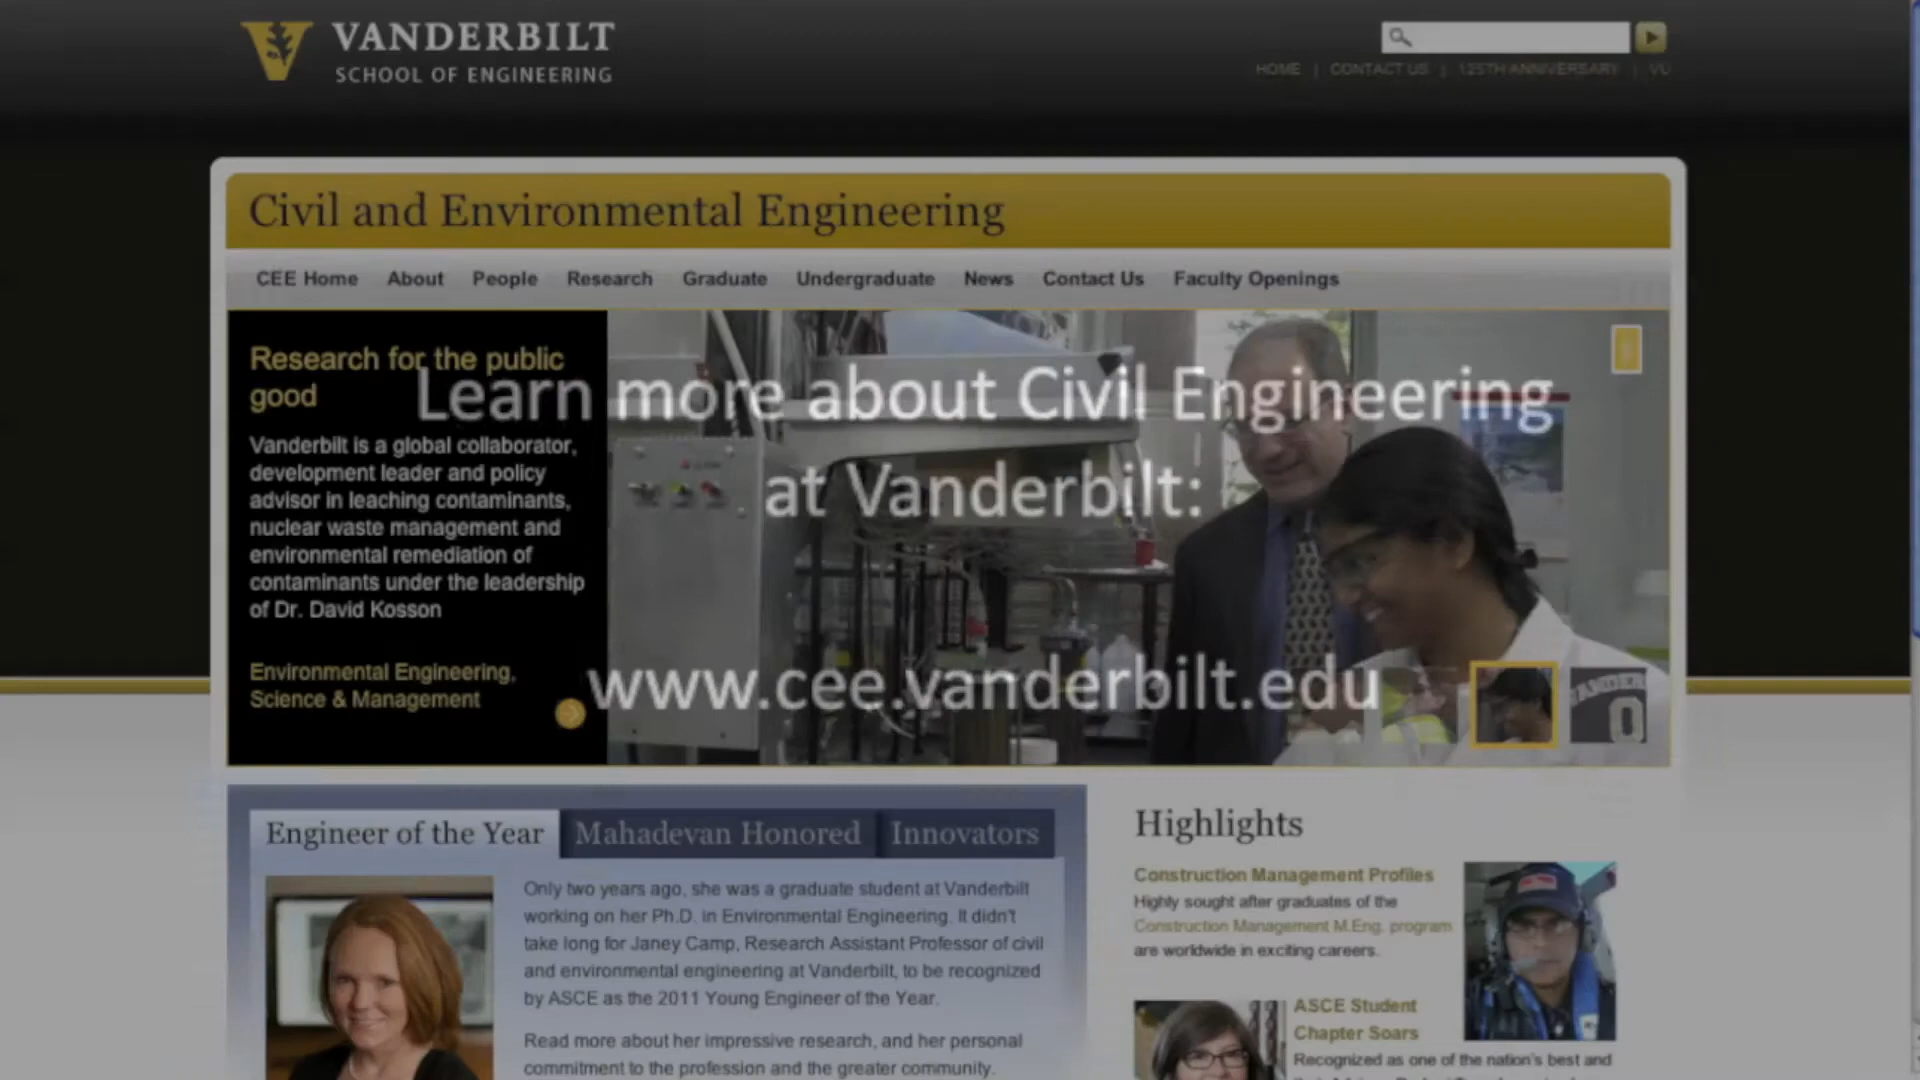 VANDERBILT
SCHOOL OF ENGINEERING
HOME | CONTACT US | 125TH ANNIVERSARY | VU
Civil and Environmental Engineering
CEE Home About People Research Graduate Undergraduate News Contact Us Faculty Openings
Research for the public
good
Vanderbilt is a global collaborator,
development leader and policy
advisor in leaching contaminants,
nuclear waste management and
environmental remediation of
contaminants under the leadership
of Dr. David Kosson
Environmental Engineering,
Science & Management
Learn more about Civil Engineering
at Vanderbilt:
www.cee.vanderbilt.edu
Engineer of the Year Mahadevan Honored Innovators
Only two years ago, she was a graduate student at Vanderbilt
working on her Ph.D. in Environmental Engineering. It didn't
take long for Janey Camp, Research Assistant Professor of civil
and environmental engineering at Vanderbilt, to be recognized
by ASCE as the 2011 Young Engineer of the Year.
Read more about her impressive research, and her personal
commitment to the profession and the greater community.
Highlights
Construction Management Profiles
Highly sought after graduates of the
Construction Management M.Eng. program
are worldwide in exciting careers.
ASCE Student
Chapter Soars
Recognized as one of the nation's best and